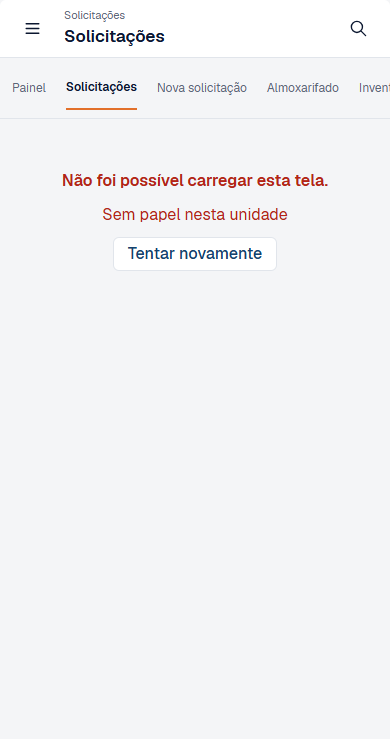 Solicitações
Solicitações
Painel Solicitações Nova solicitação Almoxarifado Invent
Não foi possível carregar esta tela.
Sem papel nesta unidade
Tentar novamente